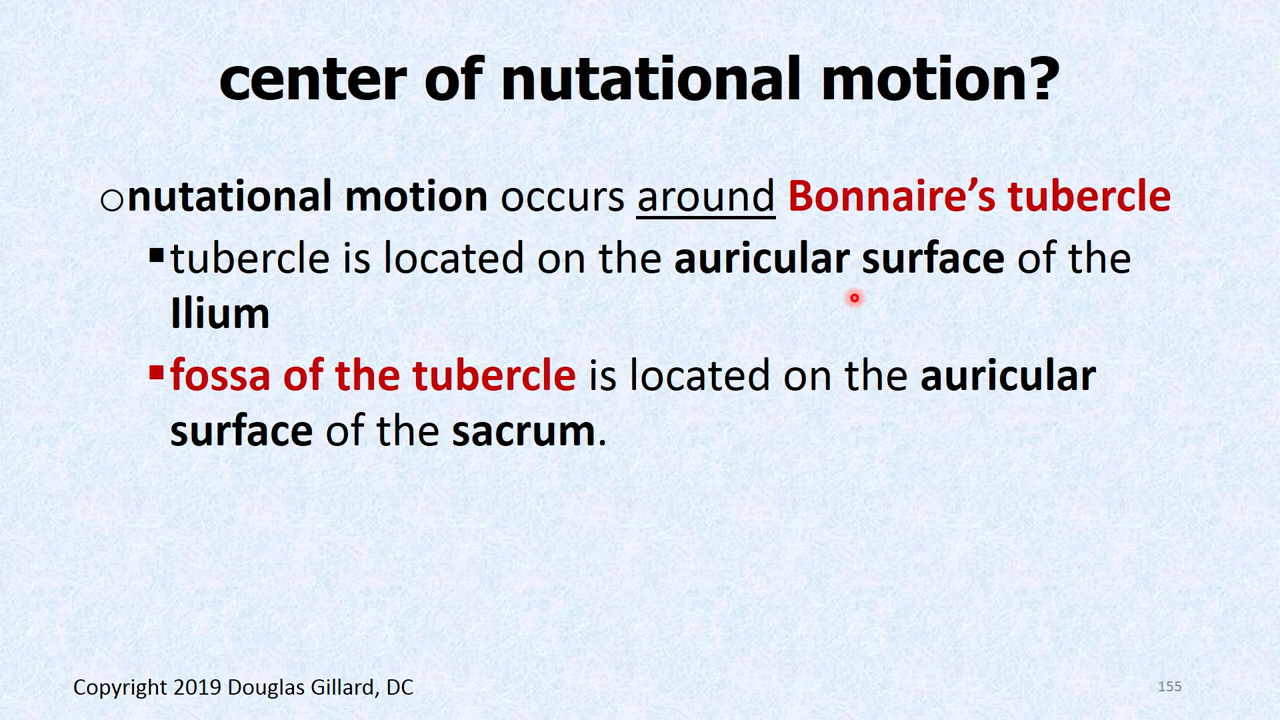 center of nutational motion?
○nutational motion occurs around Bonnaire’s tubercle
▪tubercle is located on the auricular surface of the
Ilium
▪fossa of the tubercle is located on the auricular
surface of the sacrum.
Copyright 2019 Douglas Gillard, DC
155